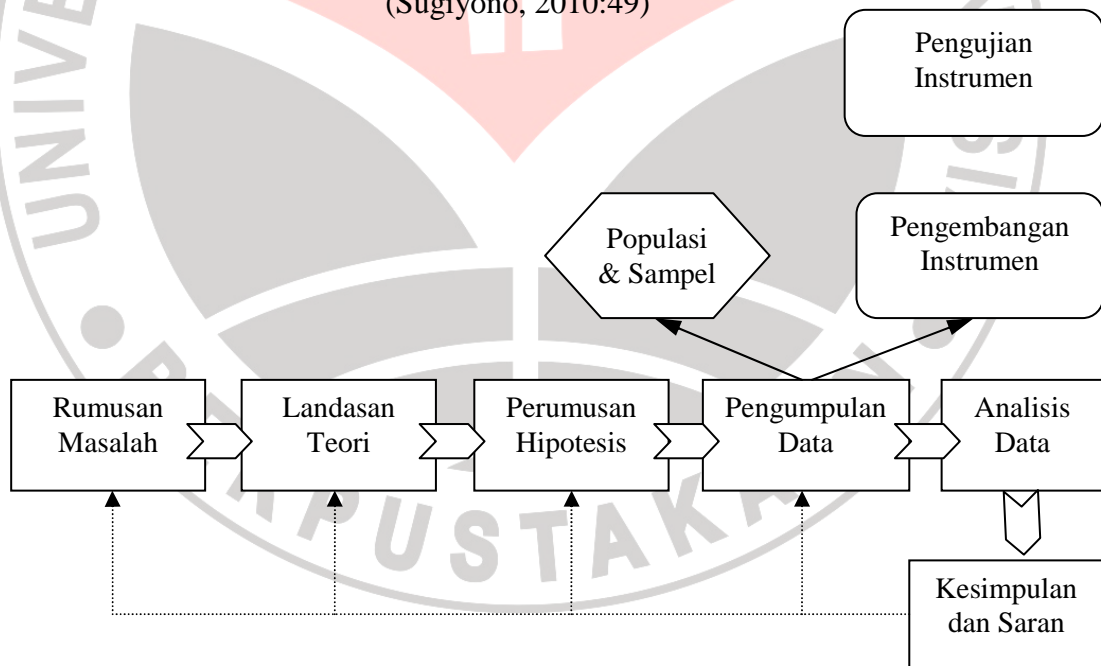 (Sugiyono, 2010:49)
Pengujian
Instrumen
Populasi
& Sampel
Pengembangan
Instrumen
Rumusan
Masalah
Landasan
Teori
Perumusan
Hipotesis
Pengumpulan
Data
Analisis
Data
Kesimpulan
dan Saran
PERPUSTAKAAN